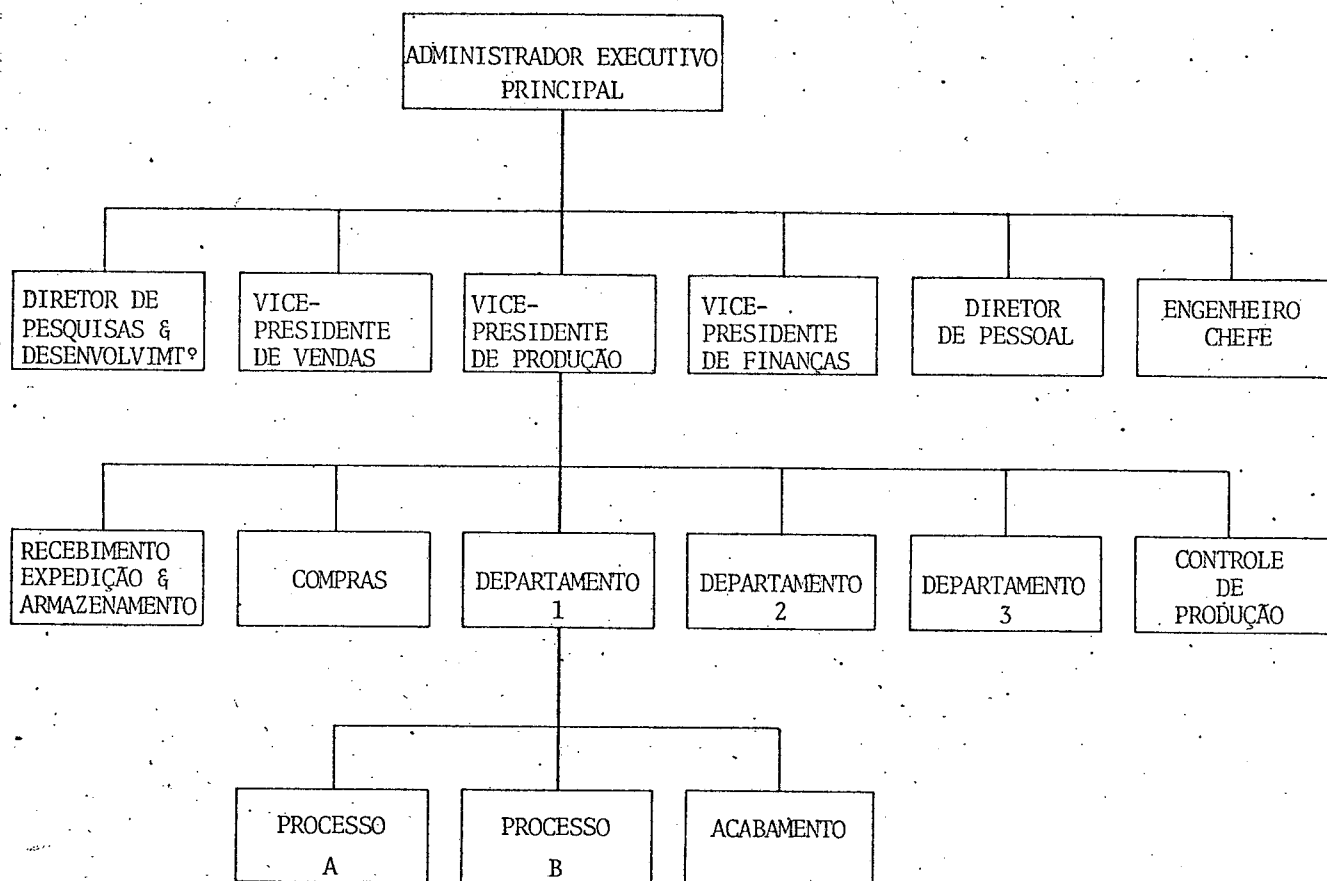 ADMINISTRADOR EXECUTIVO
PRINCIPAL
DIRETOR DE
PESQUISAS &
DESENVOLVIMTº
VICE-
PRESIDENTE
DE VENDAS
VICE-
PRESIDENTE
DE PRODUÇÃO
VICE-
PRESIDENTE
DE FINANÇAS
DIRETOR
DE PESSOAL
ENGENHEIRO
CHEFE
RECEBIMENTO
EXPEDIÇÃO &
ARMAZENAMENTO
COMPRAS
DEPARTAMENTO
1
DEPARTAMENTO
2
DEPARTAMENTO
3
CONTROLE
DE
PRODUÇÃO
PROCESSO
A
PROCESSO
B
ACABAMENTO